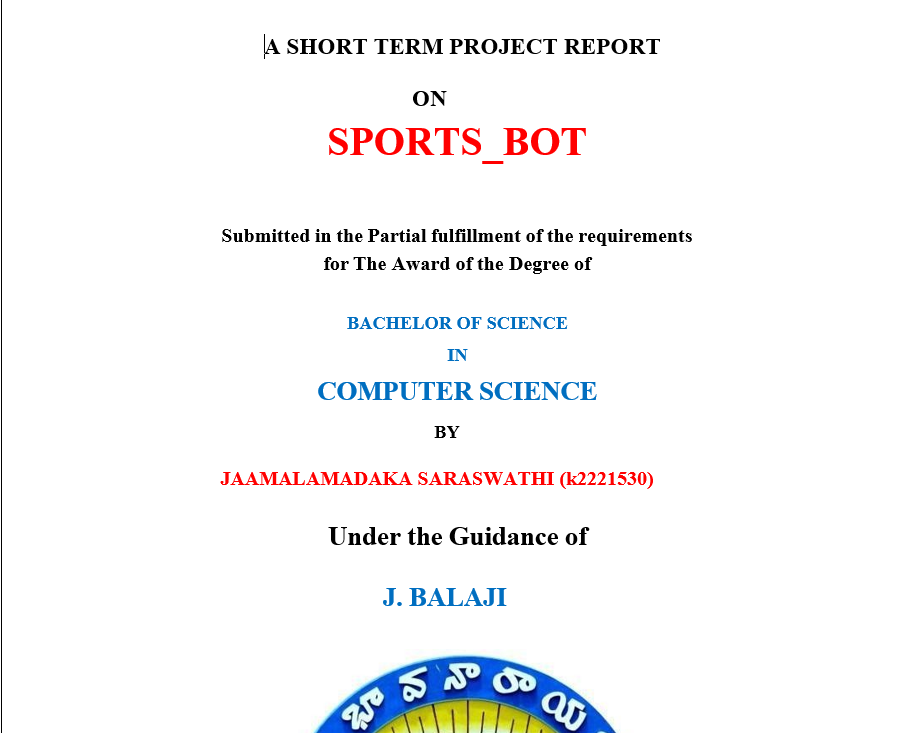 A SHORT TERM PROJECT REPORT
ON
SPORTS_BOT
Submitted in the Partial fulfillment of the requirements
for The Award of the Degree of
BACHELOR OF SCIENCE
IN
COMPUTER SCIENCE
BY
JAAMALAMADAKA SARASWATHI (k2221530)
Under the Guidance of
J. BALAJI
భావనారాయ